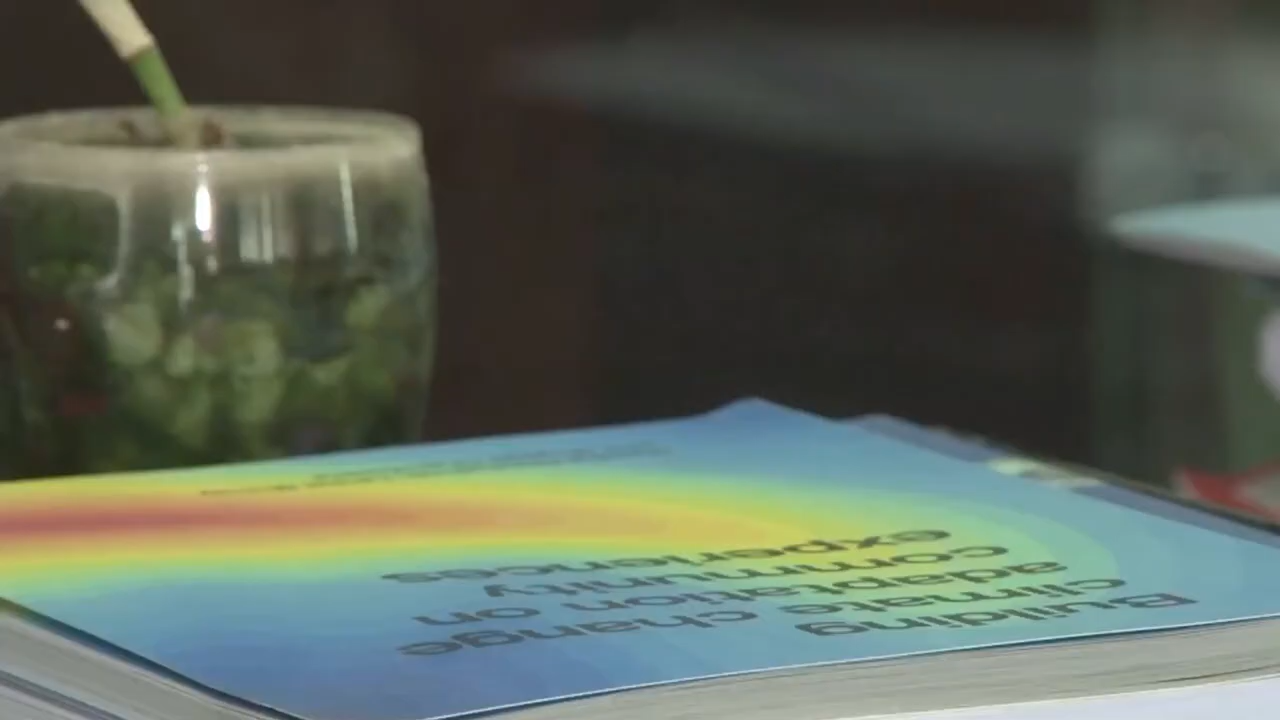 Building
climate change
adaptation on
community
experiences